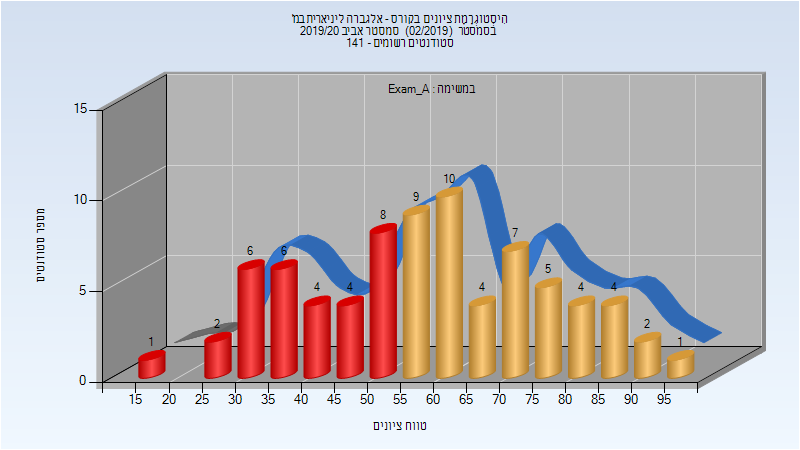 היסטוגרמת ציונים בקורס - אלגברה ליניארית במ'
בסמסטר (02/2019) סמסטר אביב 2019/20
סטודנטים רשומים - 141
במשימה : Exam_A
מספר סטודנטים
15
10
5
0
1 2 6 6 4 4 8 9 10 4 7 5 4 4 2 1
15 20 25 30 35 40 45 50 55 60 65 70 75 80 85 90 95
טווח ציונים